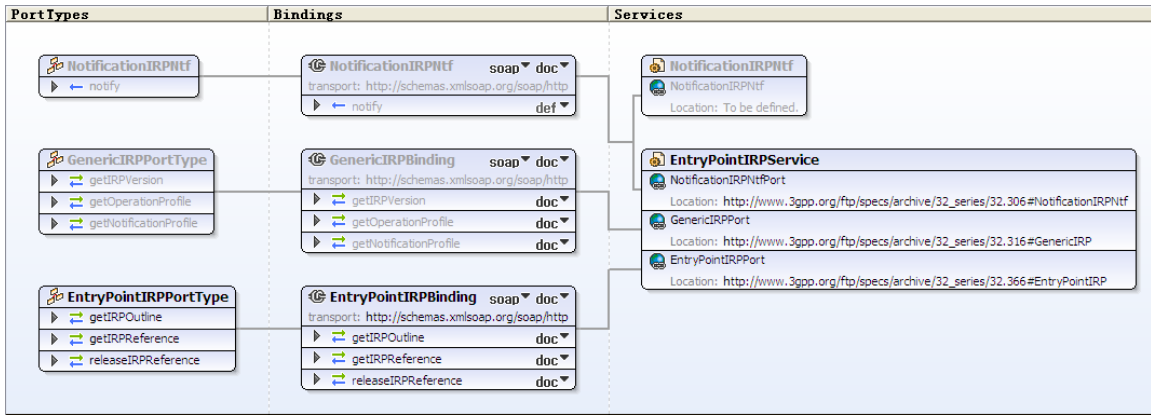 PortTypes
Bindings
Services
NotificationIRPNtf
notify
NotificationIRPNtf soap doc
transport: http://schemas.xmlsoap.org/soap/http
notify def
NotificationIRPNtf
NotificationIRPNtf
Location: To be defined.
GenericIRPPortType
getIRPVersion
getOperationProfile
getNotificationProfile
GenericIRPBinding soap doc
transport: http://schemas.xmlsoap.org/soap/http
getIRPVersion doc
getOperationProfile doc
getNotificationProfile doc
EntryPointIRPService
NotificationIRPNtfPort
Location: http://www.3gpp.org/ftp/specs/archive/32_series/32.306#NotificationIRPNtf
GenericIRPPort
Location: http://www.3gpp.org/ftp/specs/archive/32_series/32.316#GenericIRP
EntryPointIRPPort
Location: http://www.3gpp.org/ftp/specs/archive/32_series/32.366#EntryPointIRP
EntryPointIRPPortType
getIRPOutline
getIRPReference
releaseIRPReference
EntryPointIRPBinding soap doc
transport: http://schemas.xmlsoap.org/soap/http
getIRPOutline doc
getIRPReference doc
releaseIRPReference doc